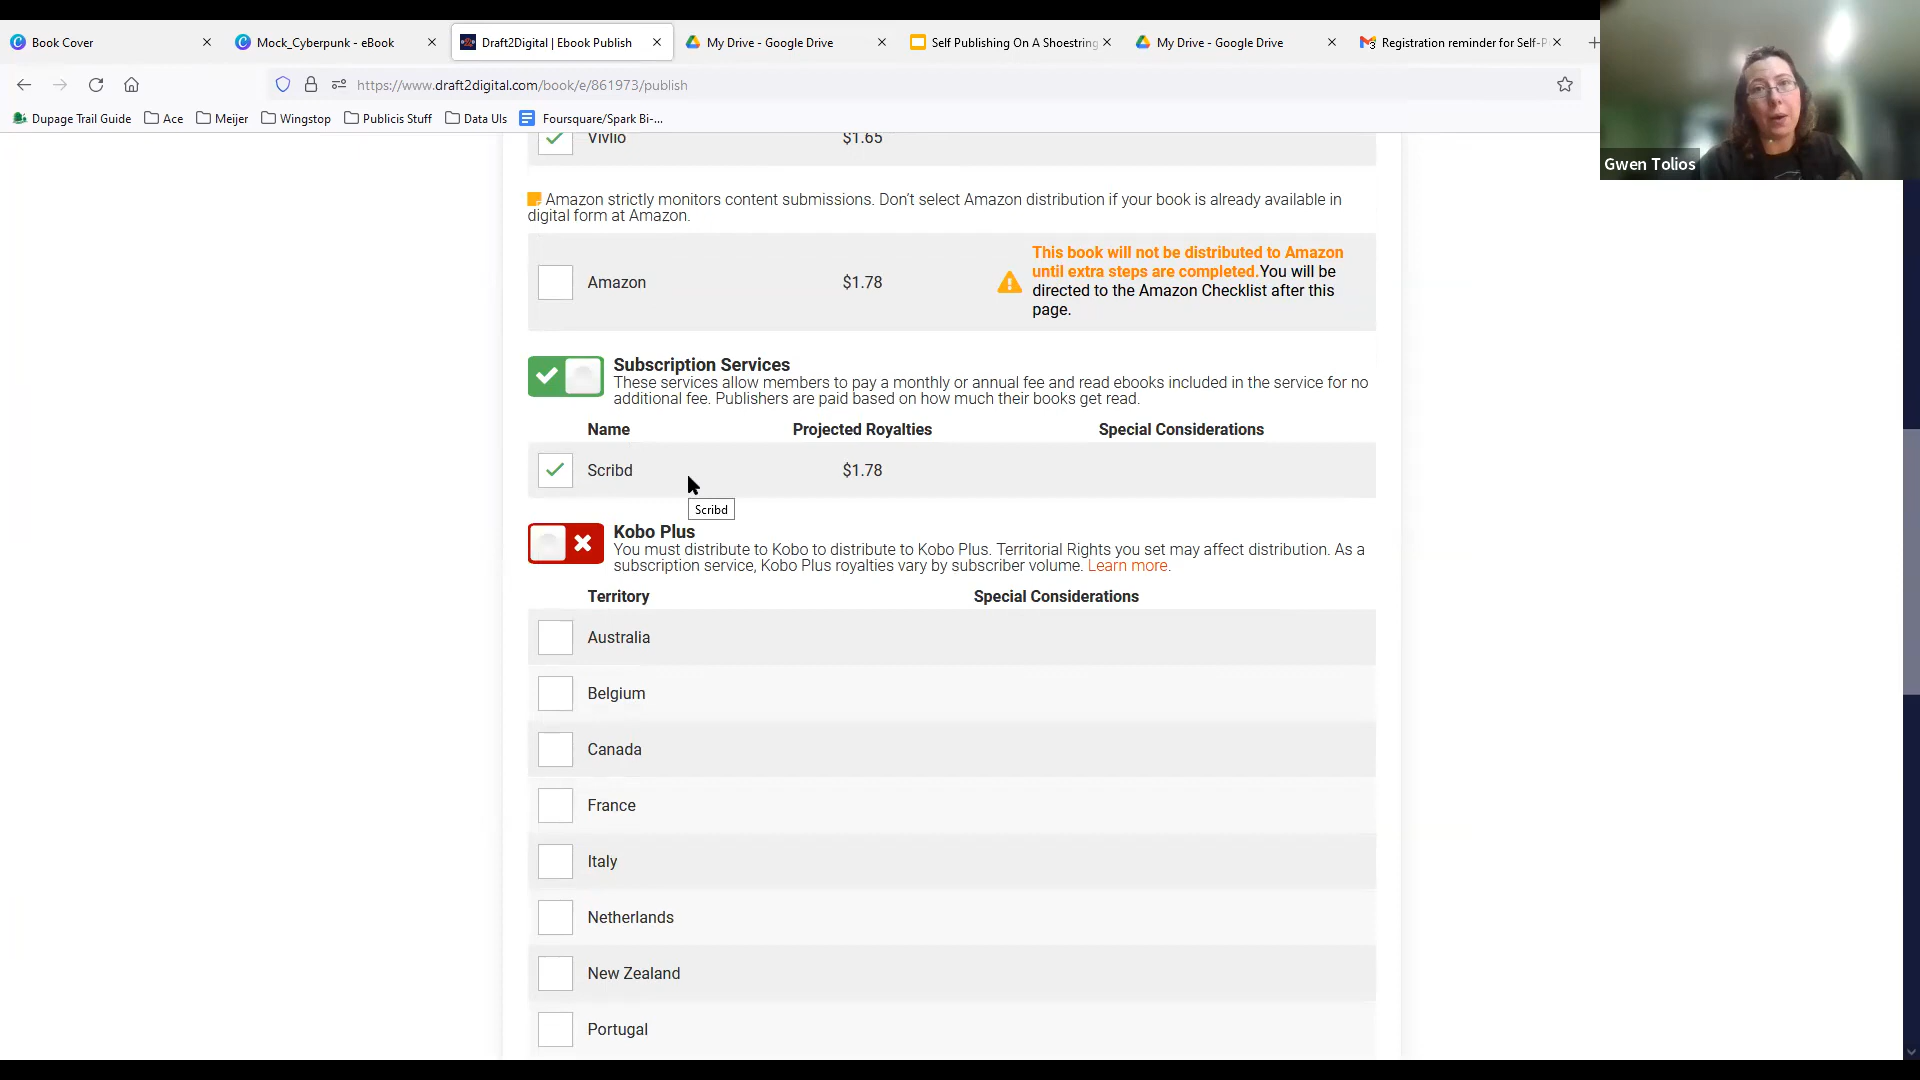 Book Cover
Mock_Cyberpunk - eBook
Draft2Digital | Ebook Publish
My Drive - Google Drive
Self Publishing On A Shoestring
My Drive - Google Drive
Registration reminder for Self-P
https://www.draft2digital.com/book/e/861973/publish
Dupage Trail Guide
Ace
Meijer
Wingstop
Publicis Stuff
Data UIs
Foursquare/Spark Bi-...
Gwen Tolios
Vivlio $1.65
Amazon strictly monitors content submissions. Don't select Amazon distribution if your book is already available in
digital form at Amazon.
Amazon $1.78
This book will not be distributed to Amazon
until extra steps are completed.You will be
directed to the Amazon Checklist after this
page.
Subscription Services
These services allow members to pay a monthly or annual fee and read ebooks included in the service for no
additional fee. Publishers are paid based on how much their books get read.
Name Projected Royalties Special Considerations
Scribd $1.78
Scribd
Kobo Plus
You must distribute to Kobo to distribute to Kobo Plus. Territorial Rights you set may affect distribution. As a
subscription service, Kobo Plus royalties vary by subscriber volume. Learn more.
Territory Special Considerations
Australia
Belgium
Canada
France
Italy
Netherlands
New Zealand
Portugal